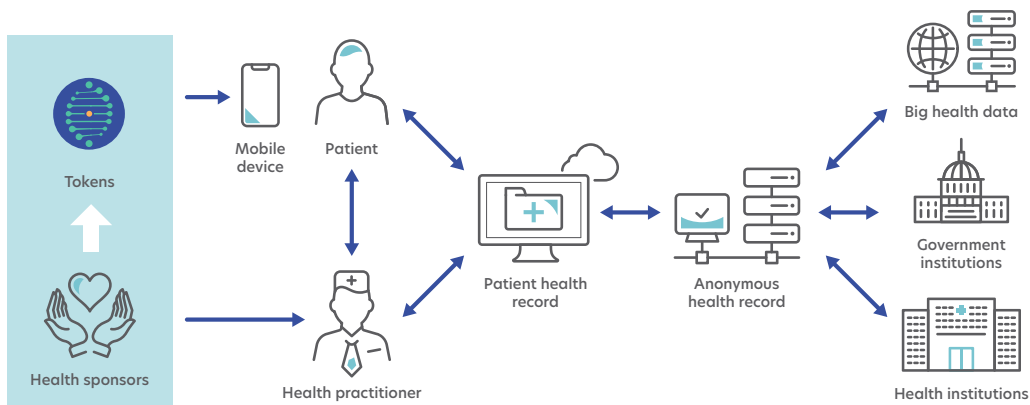 Tokens
Health sponsors
Mobile
device
Patient
Health practitioner
Patient health
record
Anonymous
health record
Big health data
Government
institutions
Health institutions